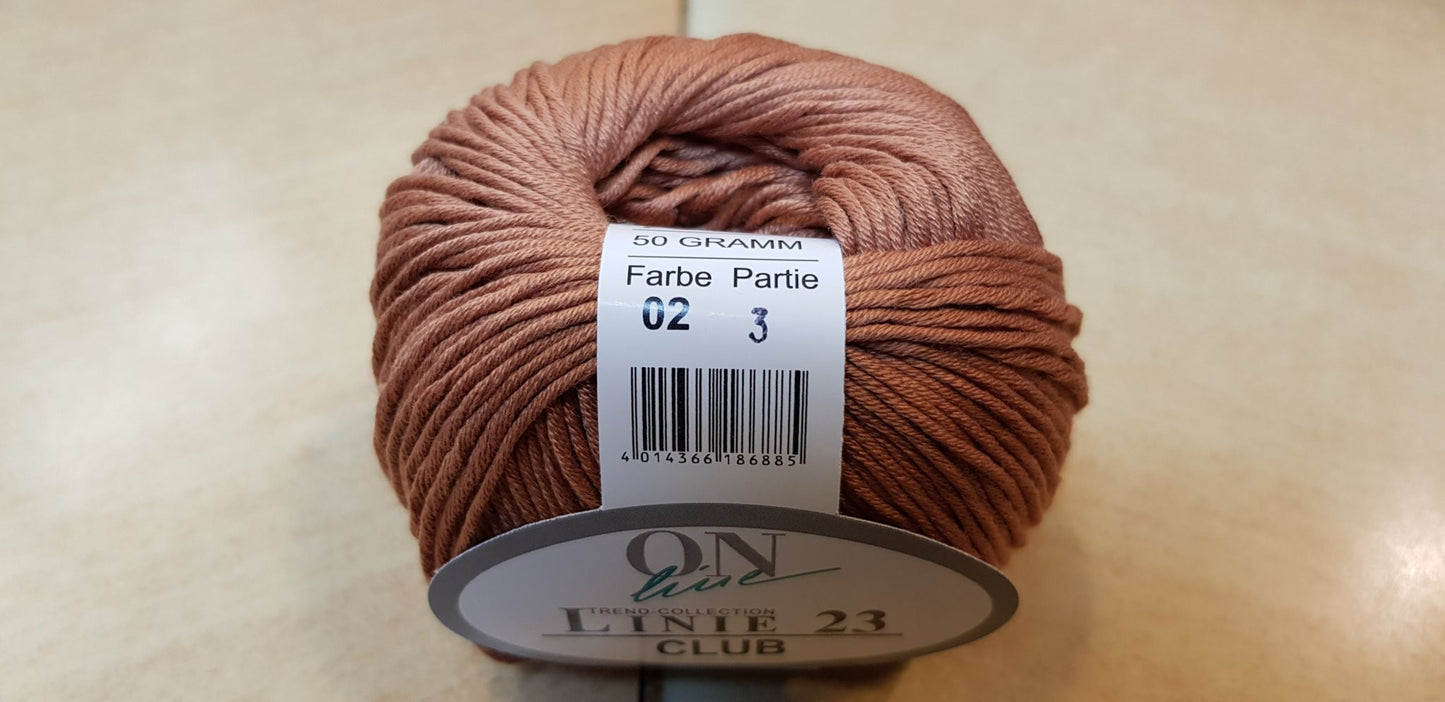 50 GRAMM
Farbe Partie
02 3
4 014366 186885
ON
line
TREND-COLLECTION
LINIE 23
CLUB